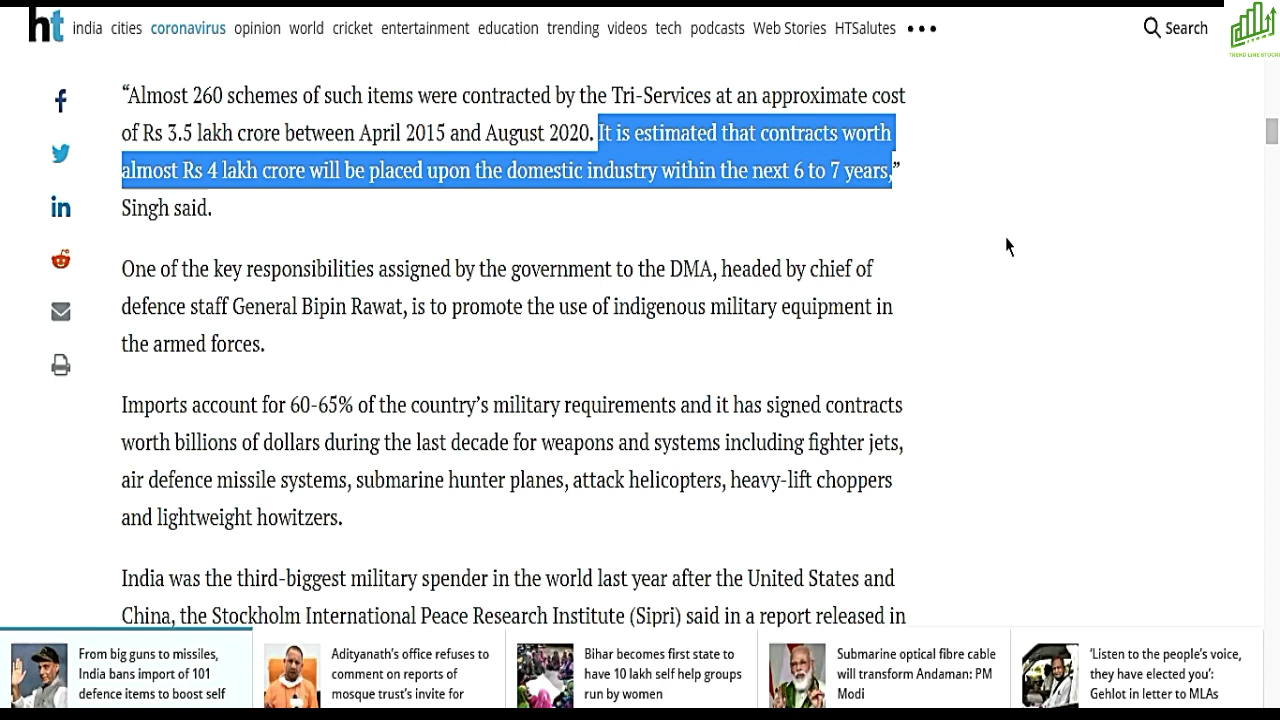 ht india cities coronavirus opinion world cricket entertainment education trending videos tech podcasts Web Stories HTSalutes ••• Search
TREND LINE STOCKS
“Almost 260 schemes of such items were contracted by the Tri-Services at an approximate cost
of Rs 3.5 lakh crore between April 2015 and August 2020. It is estimated that contracts worth
almost Rs 4 lakh crore will be placed upon the domestic industry within the next 6 to 7 years,”
Singh said.
One of the key responsibilities assigned by the government to the DMA, headed by chief of
defence staff General Bipin Rawat, is to promote the use of indigenous military equipment in
the armed forces.
Imports account for 60-65% of the country’s military requirements and it has signed contracts
worth billions of dollars during the last decade for weapons and systems including fighter jets,
air defence missile systems, submarine hunter planes, attack helicopters, heavy-lift choppers
and lightweight howitzers.
India was the third-biggest military spender in the world last year after the United States and
China, the Stockholm International Peace Research Institute (Sipri) said in a report released in
From big guns to missiles,
India bans import of 101
defence items to boost self
Adityanath’s office refuses to
comment on reports of
mosque trust’s invite for
Bihar becomes first state to
have 10 lakh self help groups
run by women
Submarine optical fibre cable
will transform Andaman: PM
Modi
‘Listen to the people’s voice,
they have elected you’:
Gehlot in letter to MLAs